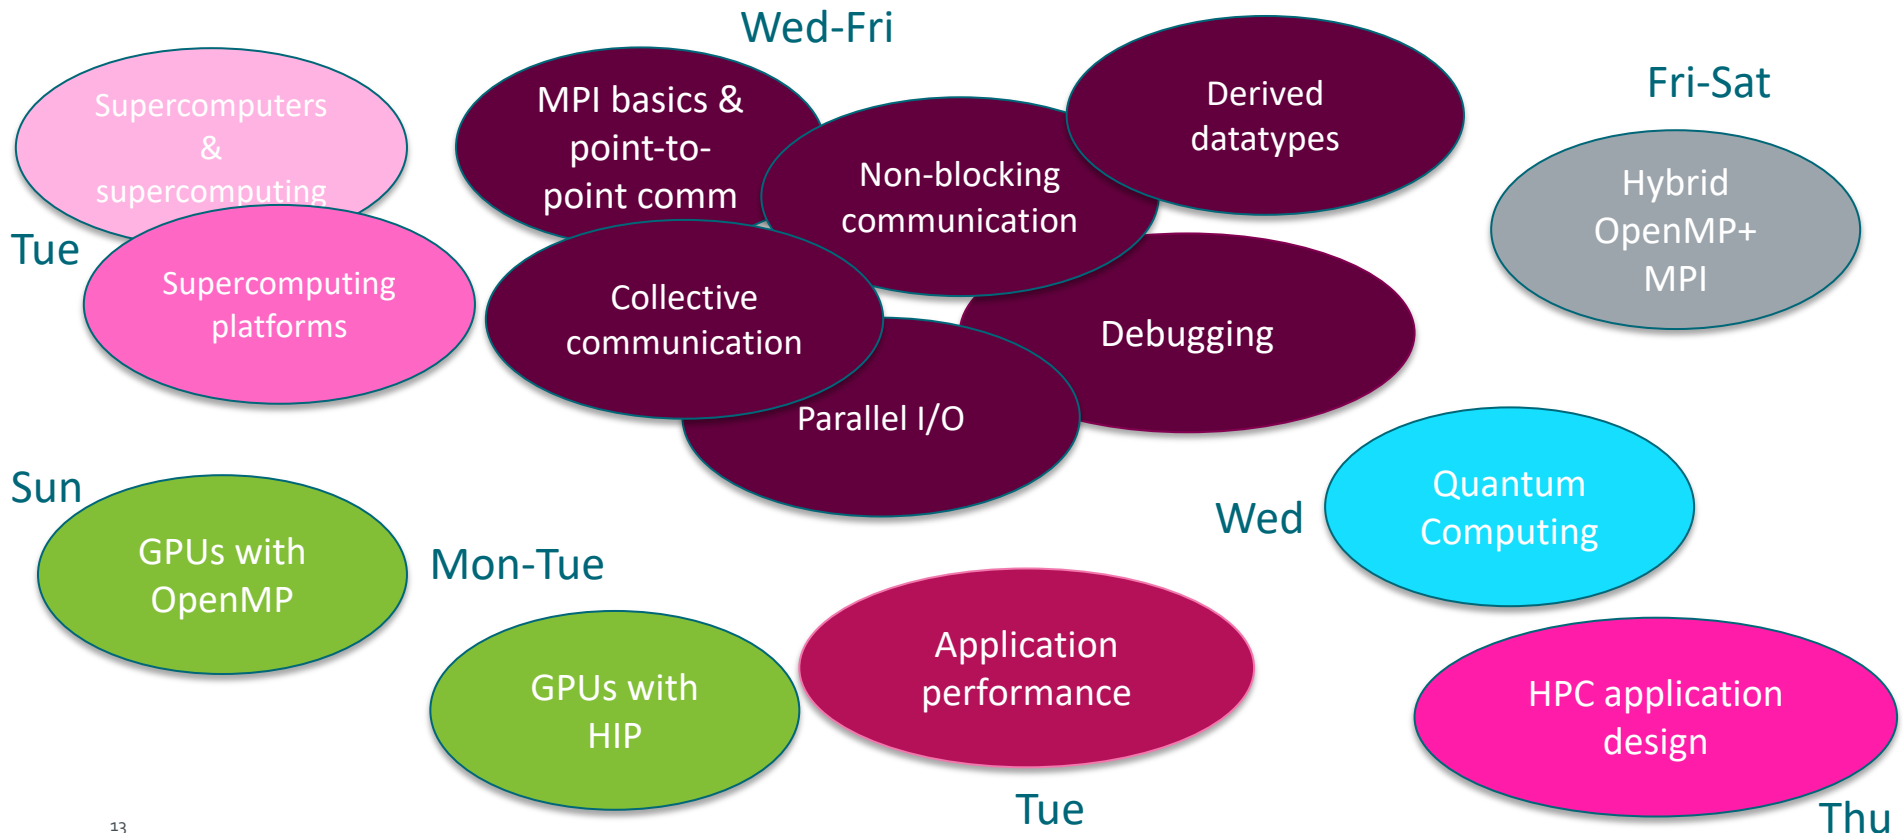 Wed-Fri
Supercomputers
&
supercomputing
Tue
Supercomputing
platforms
MPI basics &
point-to-
point comm
Non-blocking
communication
Derived
datatypes
Collective
communication
Debugging
Parallel I/O
Fri-Sat
Hybrid
OpenMP+
MPI
Sun
GPUs with
OpenMP
Mon-Tue
GPUs with
HIP
Application
performance
Tue
Wed
Quantum
Computing
HPC application
design
Thu
13